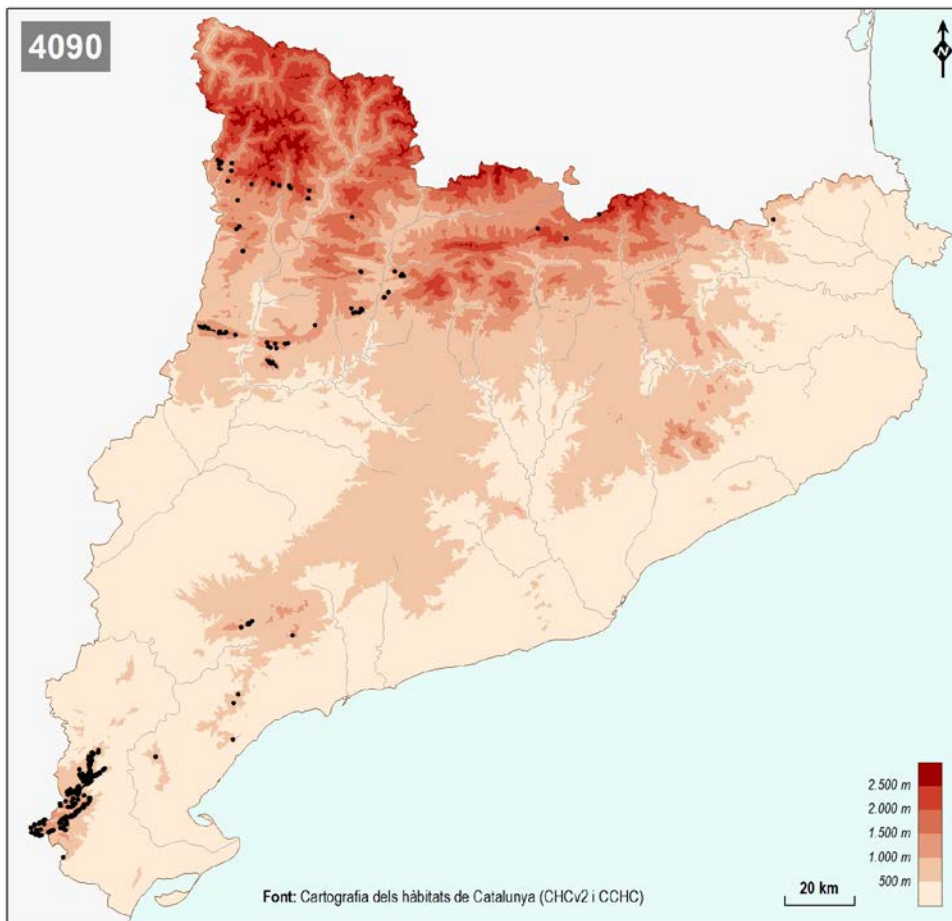 4090
N
2.500 m
2.000 m
1.500 m
1.000 m
500 m
Font: Cartografia dels hàbitats de Catalunya (CHCv2 i CCHC)
20 km